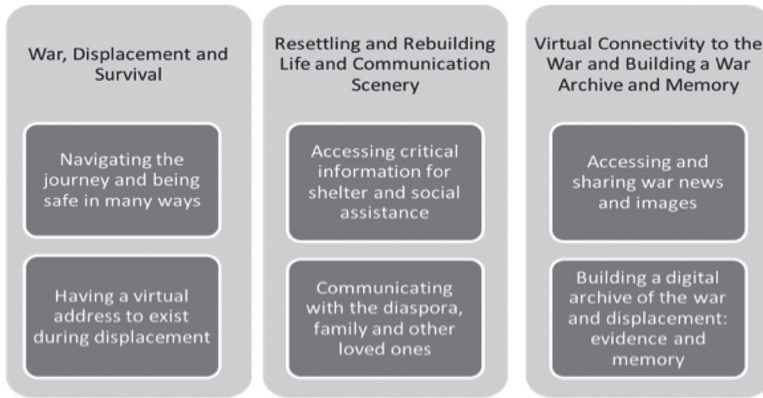 War, Displacement and
Survival
Navigating the
journey and being
safe in many ways
Having a virtual
address to exist
during displacement
Resettling and Rebuilding
Life and Communication
Scenery
Accessing critical
information for
shelter and social
assistance
Communicating
with the diaspora,
family and other
loved ones
Virtual Connectivity to the
War and Building a War
Archive and Memory
Accessing and
sharing war news
and images
Building a digital
archive of the war
and displacement:
evidence and
memory